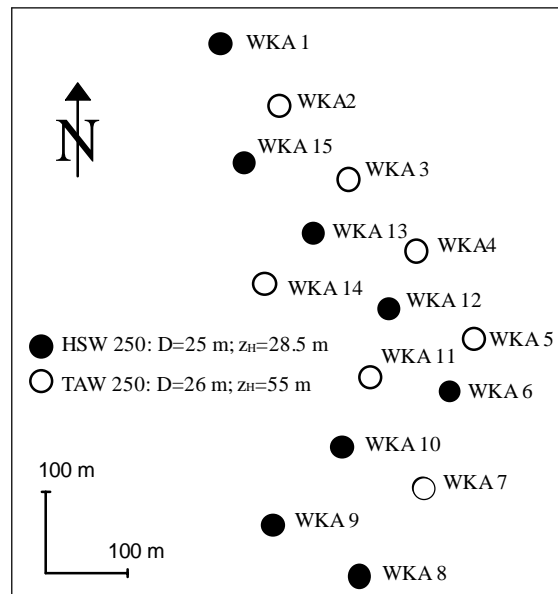 WKA 1
WKA2
N
WKA 15
WKA 3
WKA 13
WKA4
WKA 14
WKA 12
HSW 250: D=25 m; zH=28.5 m
WKA 5
WKA 11
TAW 250: D=26 m; zH=55 m
WKA 6
WKA 10
100 m
WKA 7
WKA 9
100 m
WKA 8